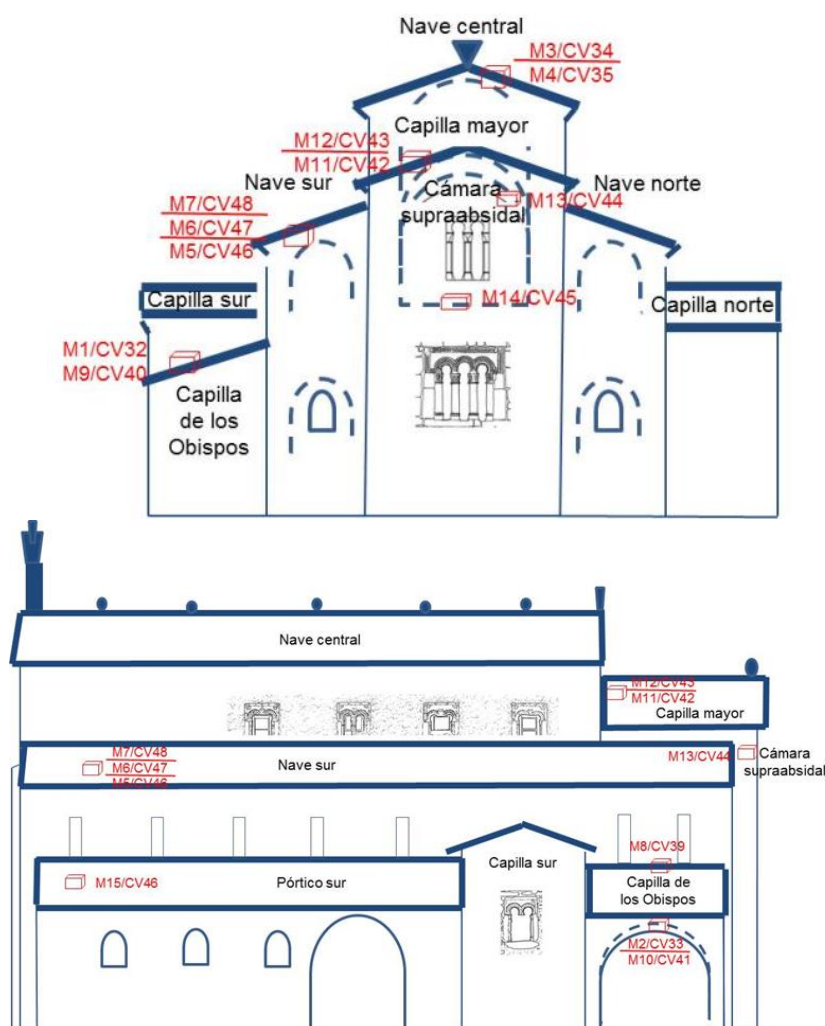 Nave central
M3/CV34
M4/CV35
Capilla mayor
M12/CV43
M11/CV42
Nave sur
Nave norte
Cámara
supraabsidal
M13/CV44
M7/CV48
M6/CV47
M5/CV46
Capilla sur
M14/CV45
Capilla norte
M1/CV32
M9/CV40
Capilla
de los
Obispos
Nave central
M12/CV43
M11/CV42
Capilla mayor
M7/CV48
M6/CV47
M5/CV46
Nave sur
M13/CV44
Cámara
supraabsidal
M8/CV39
Capilla sur
M15/CV46
Pórtico sur
Capilla de
los Obispos
M2/CV33
M10/CV41